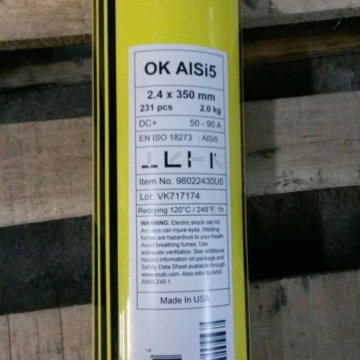 OK AlSi5
2.4 x 350 mm
231 pcs 2.0 kg
DC+ 50 - 90 A
EN ISO 18273 : AlSi5
Item No. 96022430U0
Lot: VK717174
Redrying 120°C / 248°F, 1h
WARNING: Electric shock can kill.
Arc rays can injure eyes. Welding
fumes are hazardous to your health.
Avoid breathing fumes. Use
adequate ventilation. See additional
hazard information on package and
Safety Data Sheet available through
www.esab.com. Also refer to AWS
ANSI Z49.1.
Made In USA